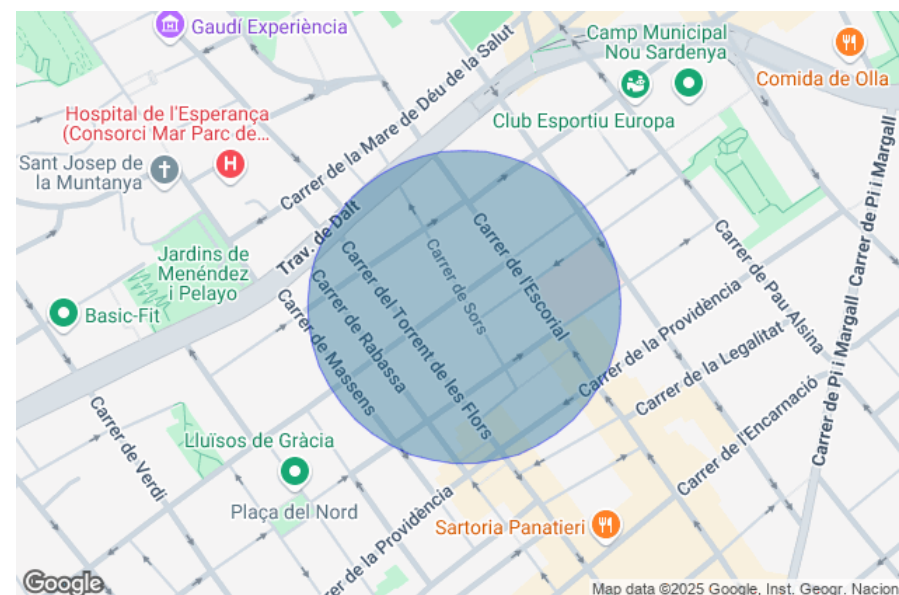 Gaudí Experiència
Camp Municipal
Nou Sardenya
Comida de Olla
Carrer de la Mare de Déu de la Salut
Hospital de l'Esperança
(Consorci Mar Parc de...
Club Esportiu Europa
Sant Josep de
la Muntanya
Carrer de Pi i Margall
Carrer de Pi i Margall
Trav. de Dalt
Jardins de
Menéndez
i Pelayo
Carrer de Sors
Carrer de l'Escorial
Carrer de Pau Alsina
Carrer del Torrent de les Flors
Carrer de Rabassa
Carrer de Massens
Basic-Fit
Carrer de la Providència
Carrer de la Legalitat
Carrer de l'Encarnació
Carrer de Pi i Margall
Carrer de Verdi
Lluïsos de Gràcia
Plaça del Nord
Sartoria Panatieri
rer de la Providència
Google
Map data ©2025 Google, Inst. Geogr. Nacion